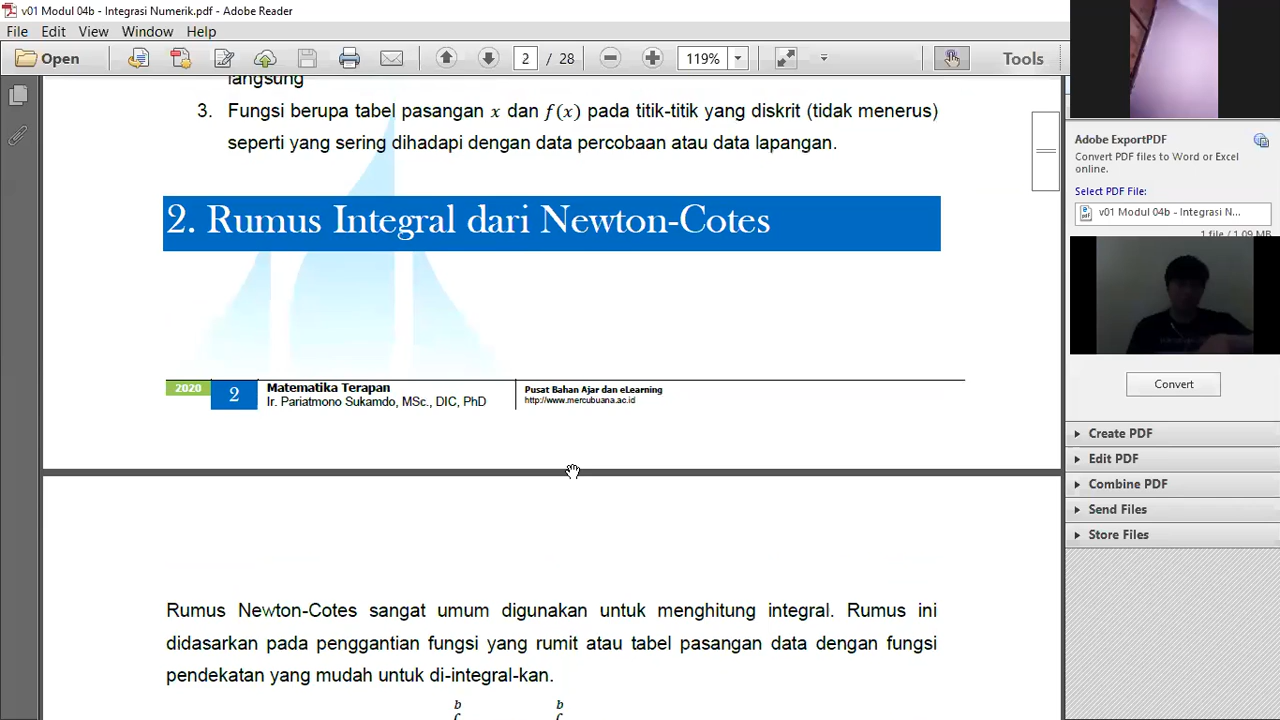 v01 Modul 04b - Integrasi Numerik.pdf - Adobe Reader
File Edit View Window Help
Open 2 / 28 119% Tools
langsung
3. Fungsi berupa tabel pasangan x dan f(x) pada titik-titik yang diskrit (tidak menerus)
seperti yang sering dihadapi dengan data percobaan atau data lapangan.
2. Rumus Integral dari Newton-Cotes
2020 2 Matematika Terapan
Ir. Pariatmono Sukamdo, MSc., DIC, PhD
Pusat Bahan Ajar dan eLearning
http://www.mercubuana.ac.id
Rumus Newton-Cotes sangat umum digunakan untuk menghitung integral. Rumus ini
didasarkan pada penggantian fungsi yang rumit atau tabel pasangan data dengan fungsi
pendekatan yang mudah untuk di-integral-kan.
b b
Adobe ExportPDF
Convert PDF files to Word or Excel
online.
Select PDF File:
v01 Modul 04b - Integrasi N...
1 file / 1.09 MB
Convert
Create PDF
Edit PDF
Combine PDF
Send Files
Store Files